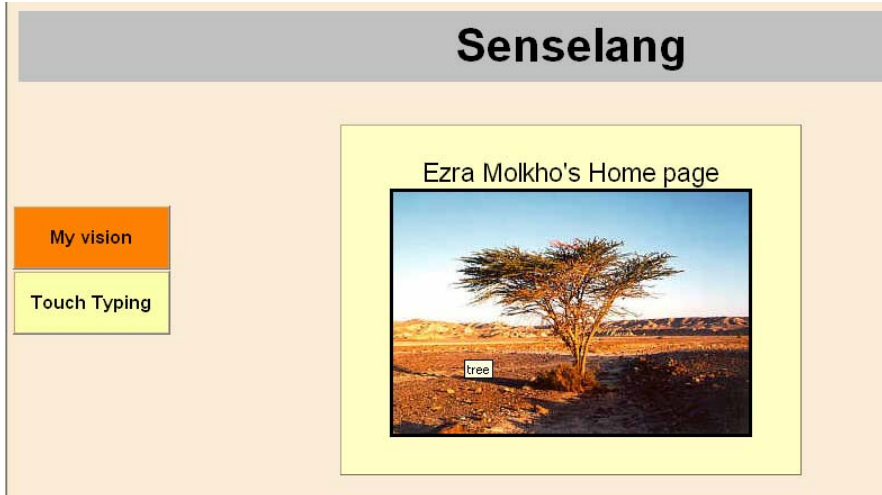 Senselang
Ezra Molkho's Home page
My vision
Touch Typing
tree